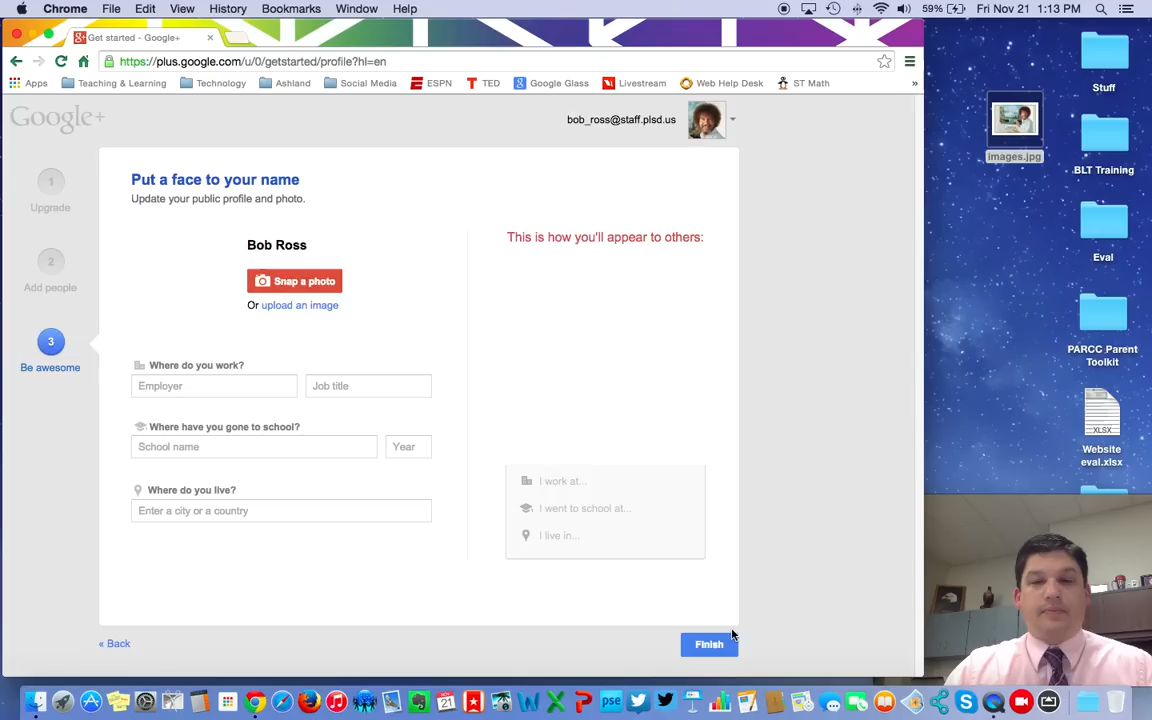 Chrome File Edit View History Bookmarks Window Help 59% Fri Nov 21 1:13 PM
Get started - Google+
https://plus.google.com/u/0/getstarted/profile?hl=en
Apps Teaching & Learning Technology Ashland Social Media ESPN TED Google Glass Livestream Web Help Desk ST Math »
Google+
bob_ross@staff.plsd.us
1
Upgrade
2
Add people
3
Be awesome
Put a face to your name
Update your public profile and photo.
Bob Ross
Snap a photo
Or upload an image
Where do you work?
Employer Job title
Where have you gone to school?
School name Year
Where do you live?
Enter a city or a country
This is how you'll appear to others:
I work at...
I went to school at...
I live in...
« Back
Finish
images.jpg
Stuff
BLT Training
Eval
PARCC Parent
Toolkit
XLSX
Website
eval.xlsx